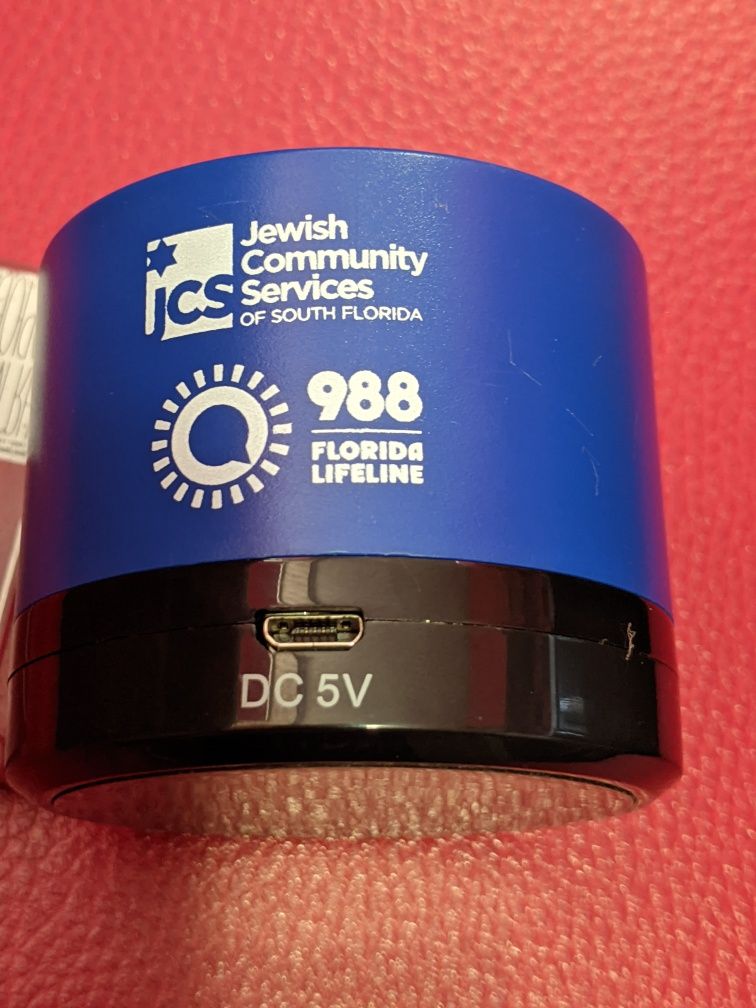 Jewish
Community
Services
OF SOUTH FLORIDA
JCS
988
FLORIDA
LIFELINE
DC 5V